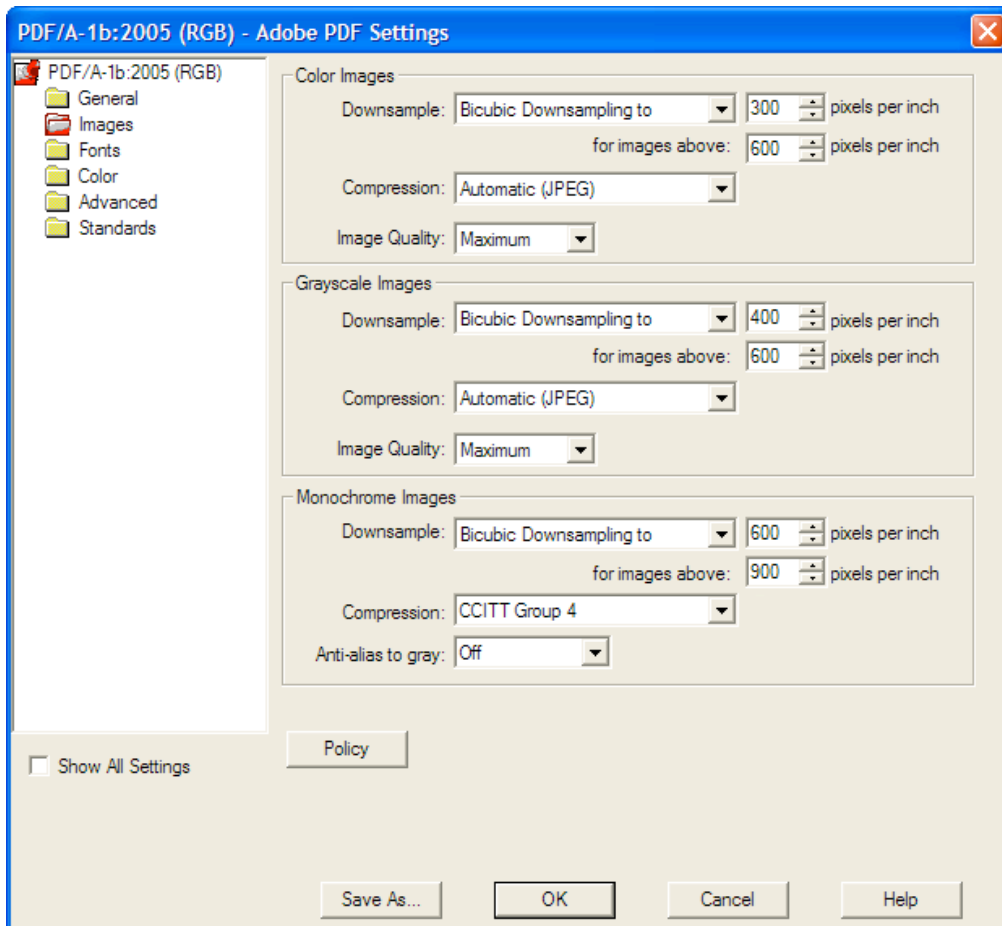 PDF/A-1b:2005 (RGB) - Adobe PDF Settings
PDF/A-1b:2005 (RGB)
General
Images
Fonts
Color
Advanced
Standards
Show All Settings
Color Images
Downsample: Bicubic Downsampling to 300 pixels per inch
for images above: 600 pixels per inch
Compression: Automatic (JPEG)
Image Quality: Maximum
Grayscale Images
Downsample: Bicubic Downsampling to 400 pixels per inch
for images above: 600 pixels per inch
Compression: Automatic (JPEG)
Image Quality: Maximum
Monochrome Images
Downsample: Bicubic Downsampling to 600 pixels per inch
for images above: 900 pixels per inch
Compression: CCITT Group 4
Anti-alias to gray: Off
Policy
Save As...
OK
Cancel
Help